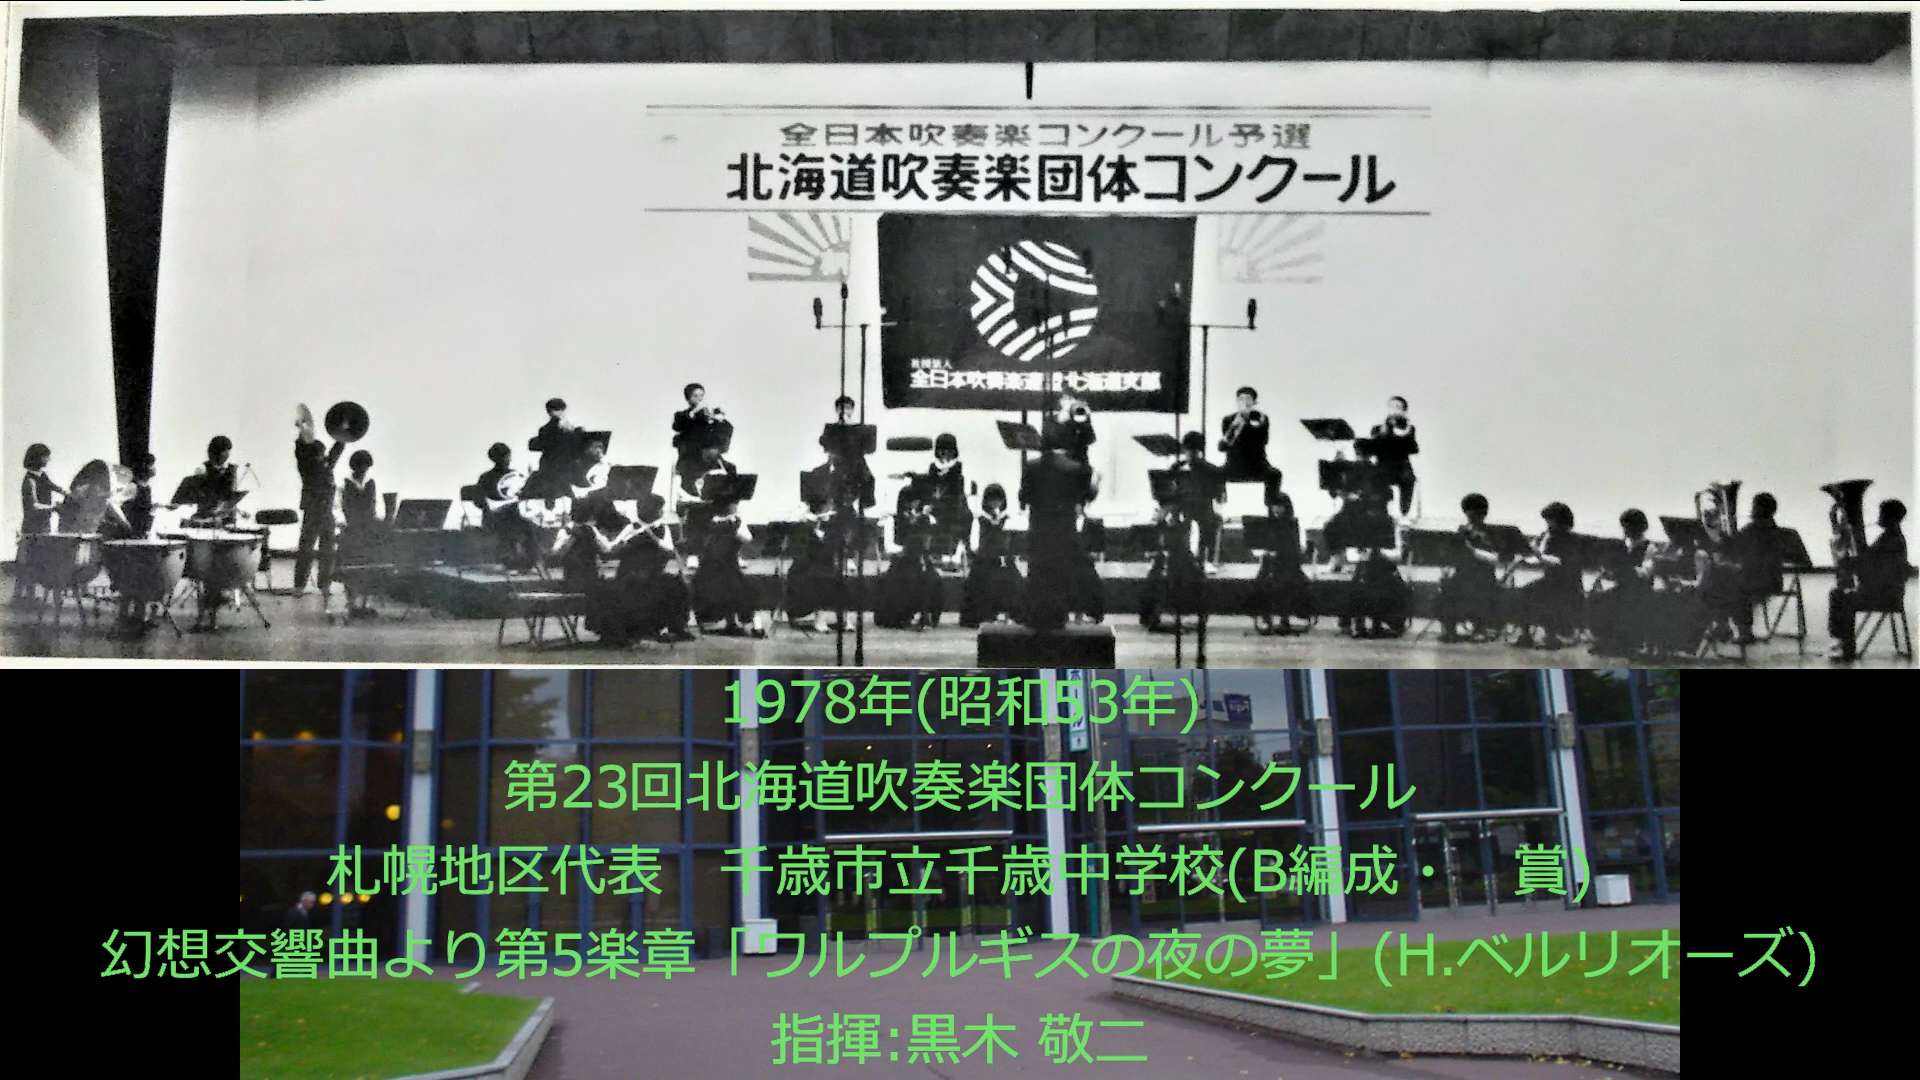 全日本吹奏楽コンクール予選
北海道吹奏楽団体コンクール
社団法人
全日本吹奏楽連盟北海道支部
1978年(昭和53年)
第23回北海道吹奏楽団体コンクール
札幌地区代表　千歳市立千歳中学校(B編成・　賞)
幻想交響曲より第5楽章「ワルプルギスの夜の夢」(H.ベルリオーズ)
指揮:黒木 敬二